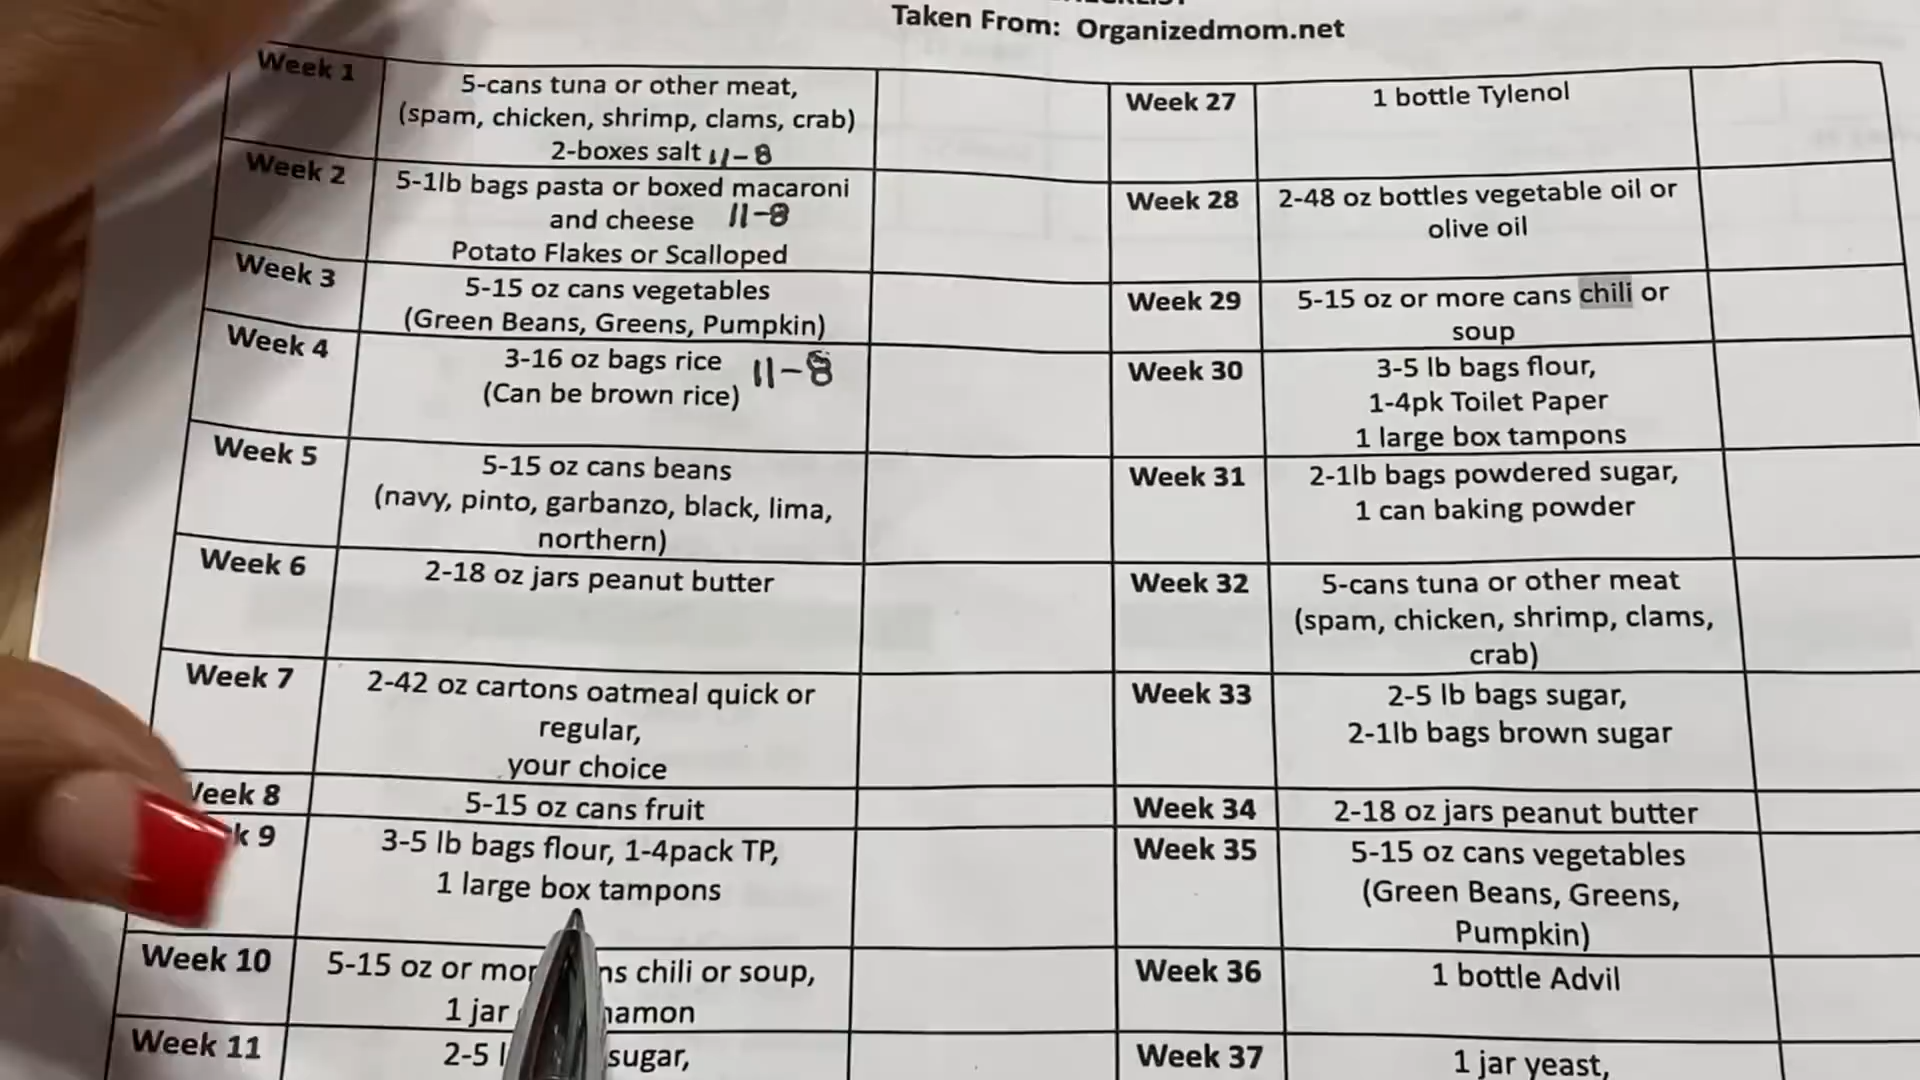 Taken From: Organizedmom.net
Week 1
5-cans tuna or other meat,
(spam, chicken, shrimp, clams, crab)
2-boxes salt 11-8
Week 2
5-1lb bags pasta or boxed macaroni
and cheese 11-8
Potato Flakes or Scalloped
Week 3
5-15 oz cans vegetables
(Green Beans, Greens, Pumpkin)
Week 4
3-16 oz bags rice 11-8
(Can be brown rice)
Week 5
5-15 oz cans beans
(navy, pinto, garbanzo, black, lima,
northern)
Week 6
2-18 oz jars peanut butter
Week 7
2-42 oz cartons oatmeal quick or
regular,
your choice
Week 8
5-15 oz cans fruit
9
3-5 lb bags flour, 1-4pack TP,
1 large box tampons
Week 10
5-15 oz or chili or soup,
1 jar
Week 11
2-5 sugar,
Week 27
1 bottle Tylenol
Week 28
2-48 oz bottles vegetable oil or
olive oil
Week 29
5-15 oz or more cans chili or
soup
Week 30
3-5 lb bags flour,
1-4pk Toilet Paper
1 large box tampons
Week 31
2-1lb bags powdered sugar,
1 can baking powder
Week 32
5-cans tuna or other meat
(spam, chicken, shrimp, clams,
crab)
Week 33
2-5 lb bags sugar,
2-1lb bags brown sugar
Week 34
2-18 oz jars peanut butter
Week 35
5-15 oz cans vegetables
(Green Beans, Greens,
Pumpkin)
Week 36
1 bottle Advil
Week 37
1 jar yeast,